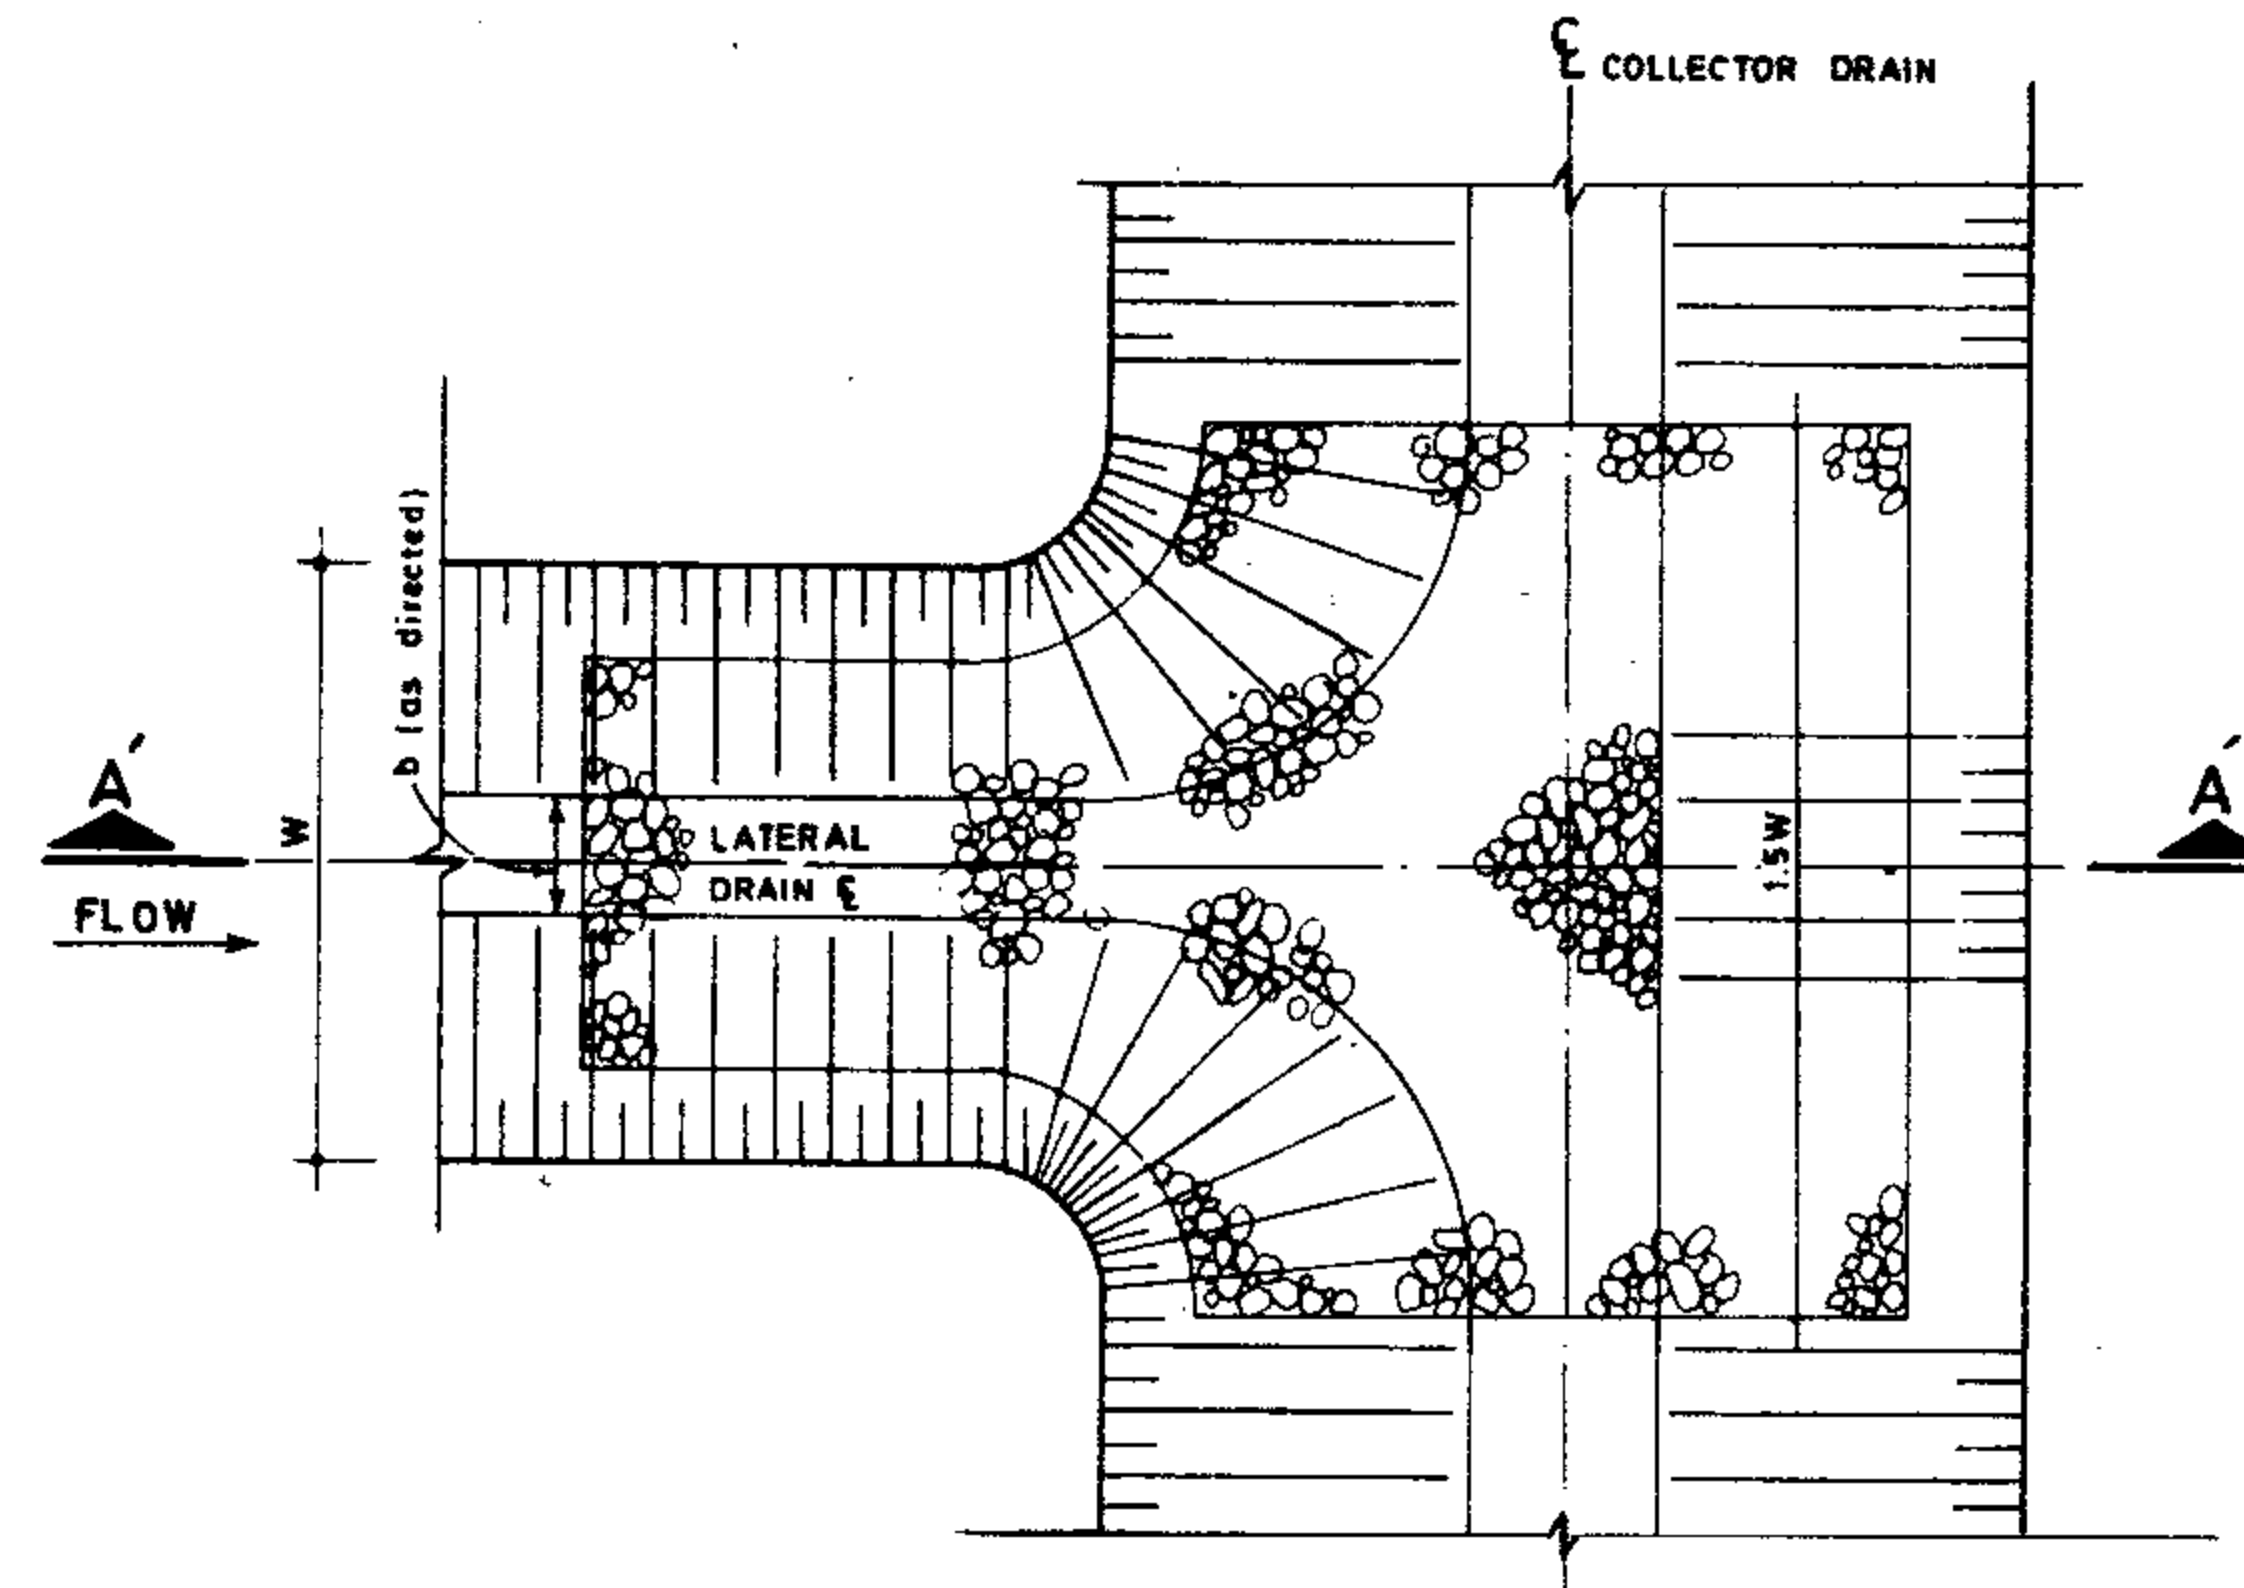 ℄ COLLECTOR DRAIN
b (as directed)
A′
A′
W
LATERAL
DRAIN ℄
1.5W
FLOW